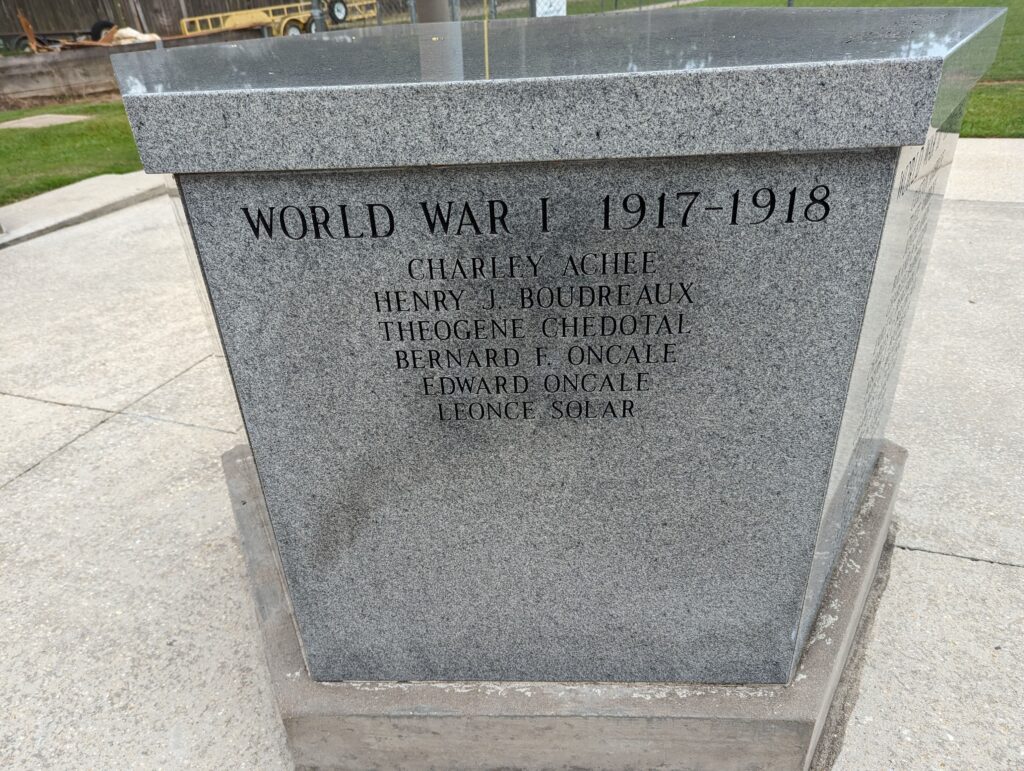 WORLD WAR I 1917-1918
CHARLEY ACHEE
HENRY J. BOUDREAUX
THEOGENE CHEDOTAL
BERNARD F. ONCALE
EDWARD ONCALE
LEONCE SOLAR